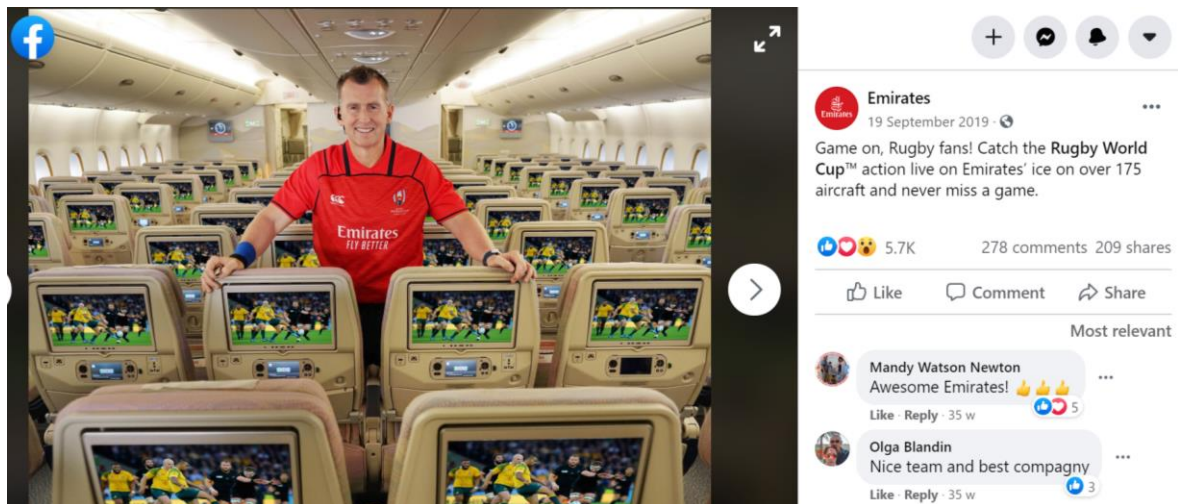 Emirates
19 September 2019 ·
Game on, Rugby fans! Catch the Rugby World
Cup™ action live on Emirates’ ice on over 175
aircraft and never miss a game.
5.7K 278 comments 209 shares
Like Comment Share
Most relevant
Mandy Watson Newton
Awesome Emirates! 👍👍👍
5
Like · Reply · 35 w
Olga Blandin
Nice team and best compagny
3
Like · Reply · 35 w
Emirates
Emirates
FLY BETTER